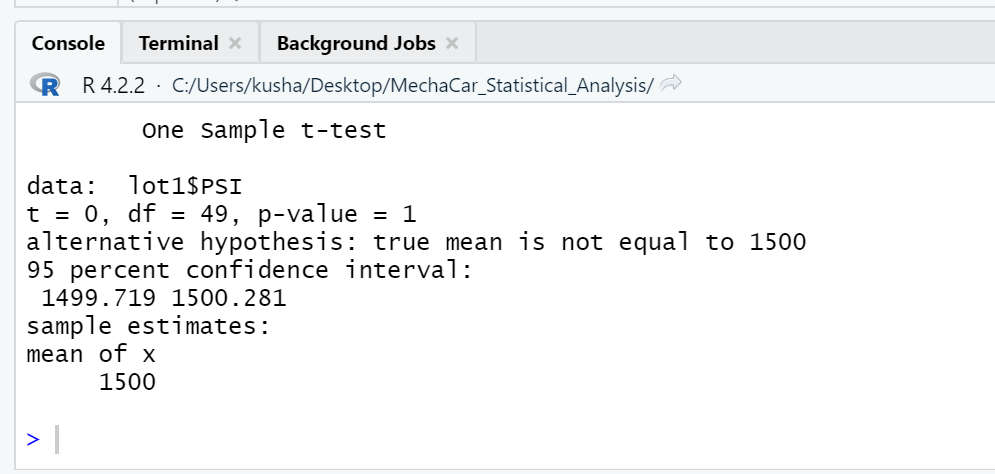 Console Terminal Background Jobs
R R 4.2.2 · C:/Users/kusha/Desktop/MechaCar_Statistical_Analysis/
One Sample t-test
data: lot1$PSI
t = 0, df = 49, p-value = 1
alternative hypothesis: true mean is not equal to 1500
95 percent confidence interval:
1499.719 1500.281
sample estimates:
mean of x
1500
>